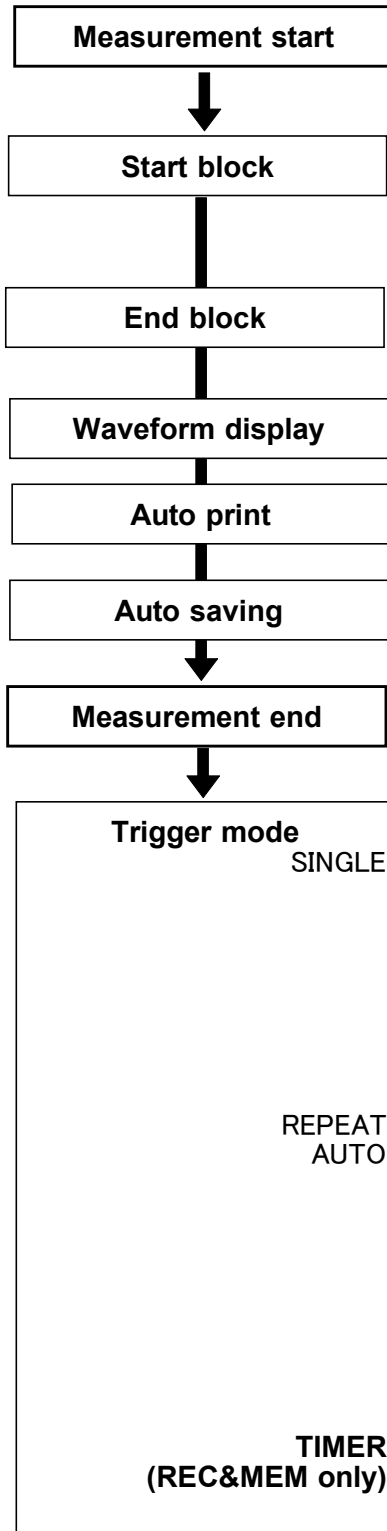 Measurement start
Start block
End block
Waveform display
Auto print
Auto saving
Measurement end
Trigger mode
SINGLE
REPEAT
AUTO
TIMER
(REC&MEM only)